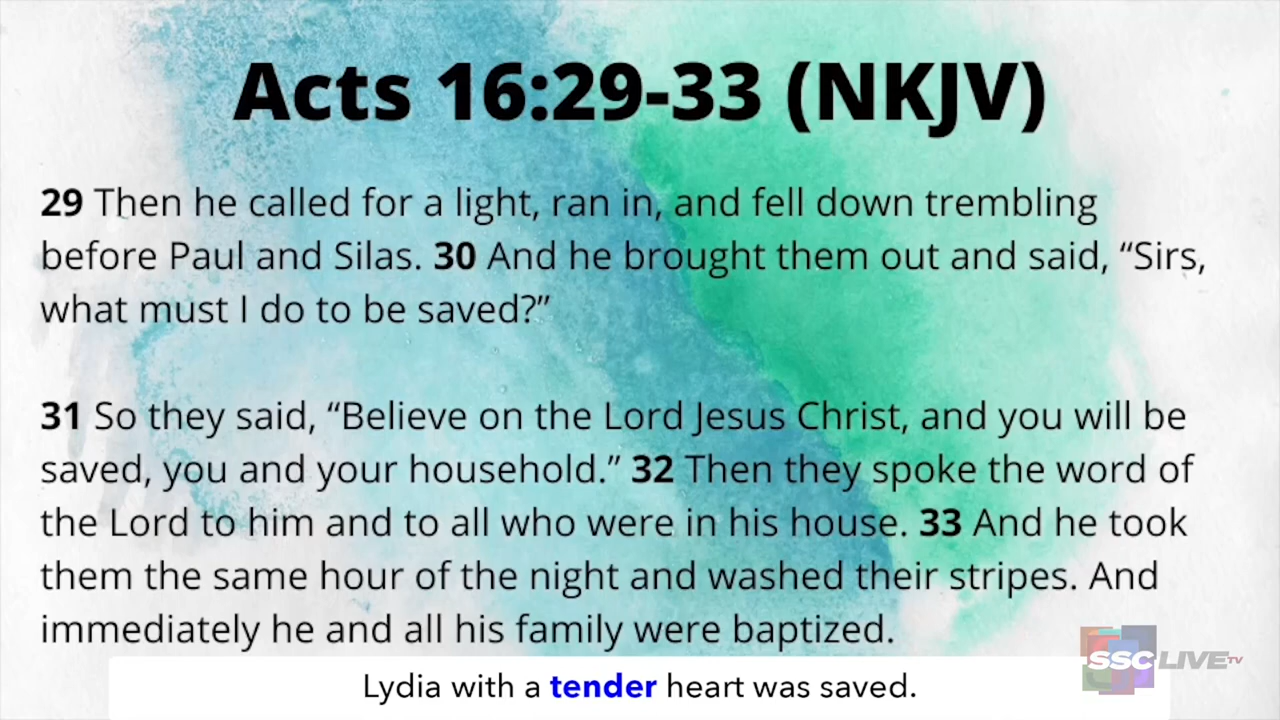 Acts 16:29-33 (NKJV)
29 Then he called for a light, ran in, and fell down trembling
before Paul and Silas. 30 And he brought them out and said, “Sirs,
what must I do to be saved?”
31 So they said, “Believe on the Lord Jesus Christ, and you will be
saved, you and your household.” 32 Then they spoke the word of
the Lord to him and to all who were in his house. 33 And he took
them the same hour of the night and washed their stripes. And
immediately he and all his family were baptized.
SSC LIVE TV
Lydia with a tender heart was saved.